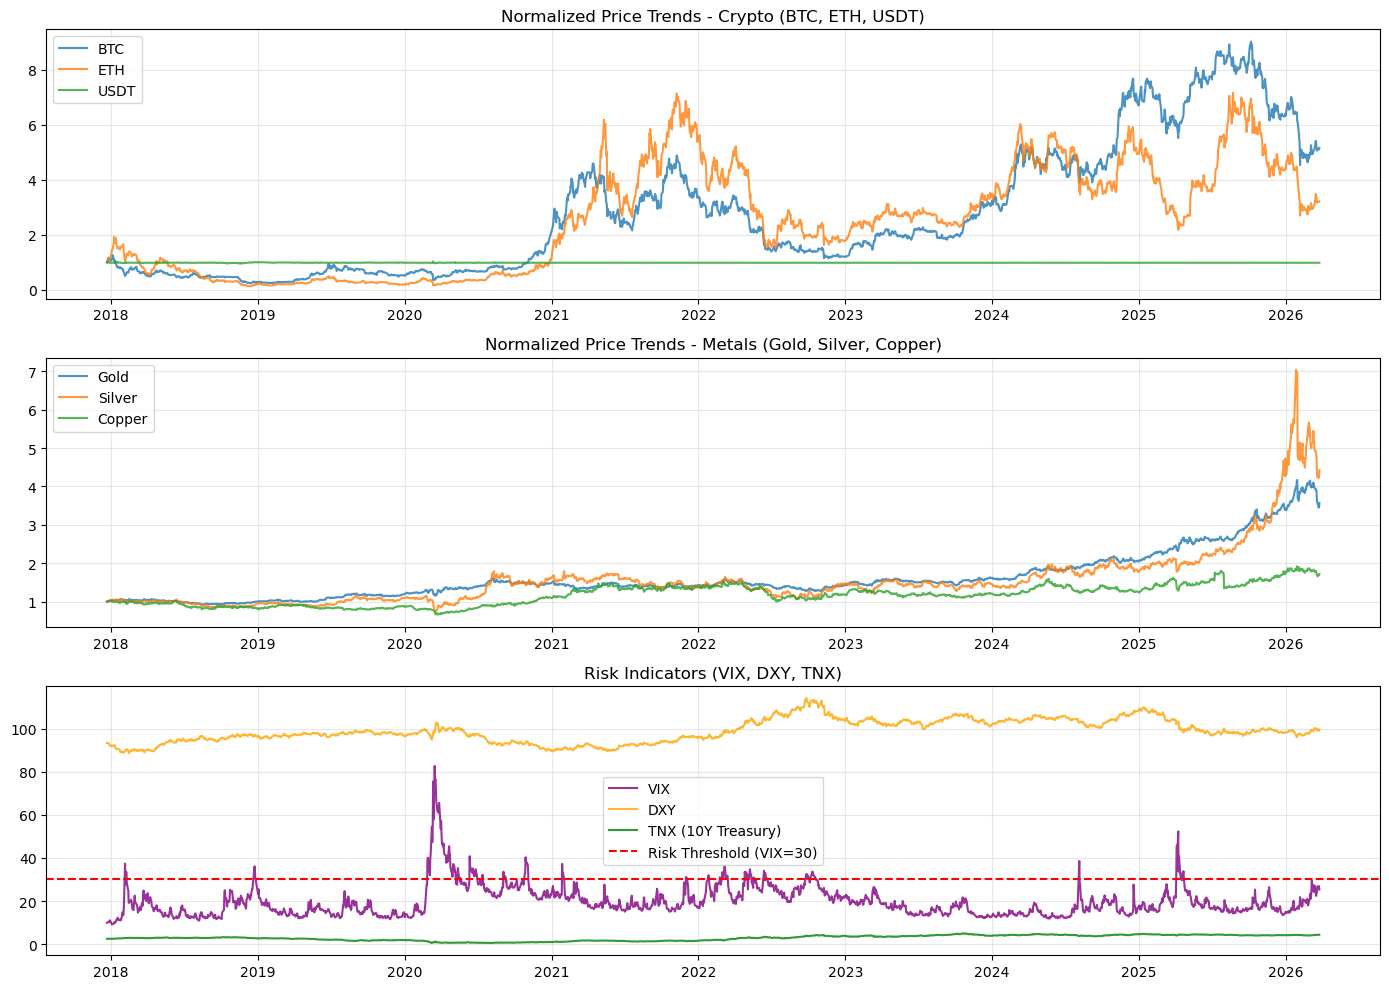 Normalized Price Trends - Crypto (BTC, ETH, USDT)
BTC
ETH
USDT
8
6
4
2
0
2018 2019 2020 2021 2022 2023 2024 2025 2026
Normalized Price Trends - Metals (Gold, Silver, Copper)
Gold
Silver
Copper
7
6
5
4
3
2
1
2018 2019 2020 2021 2022 2023 2024 2025 2026
Risk Indicators (VIX, DXY, TNX)
100
80
60
40
20
0
VIX
DXY
TNX (10Y Treasury)
Risk Threshold (VIX=30)
2018 2019 2020 2021 2022 2023 2024 2025 2026